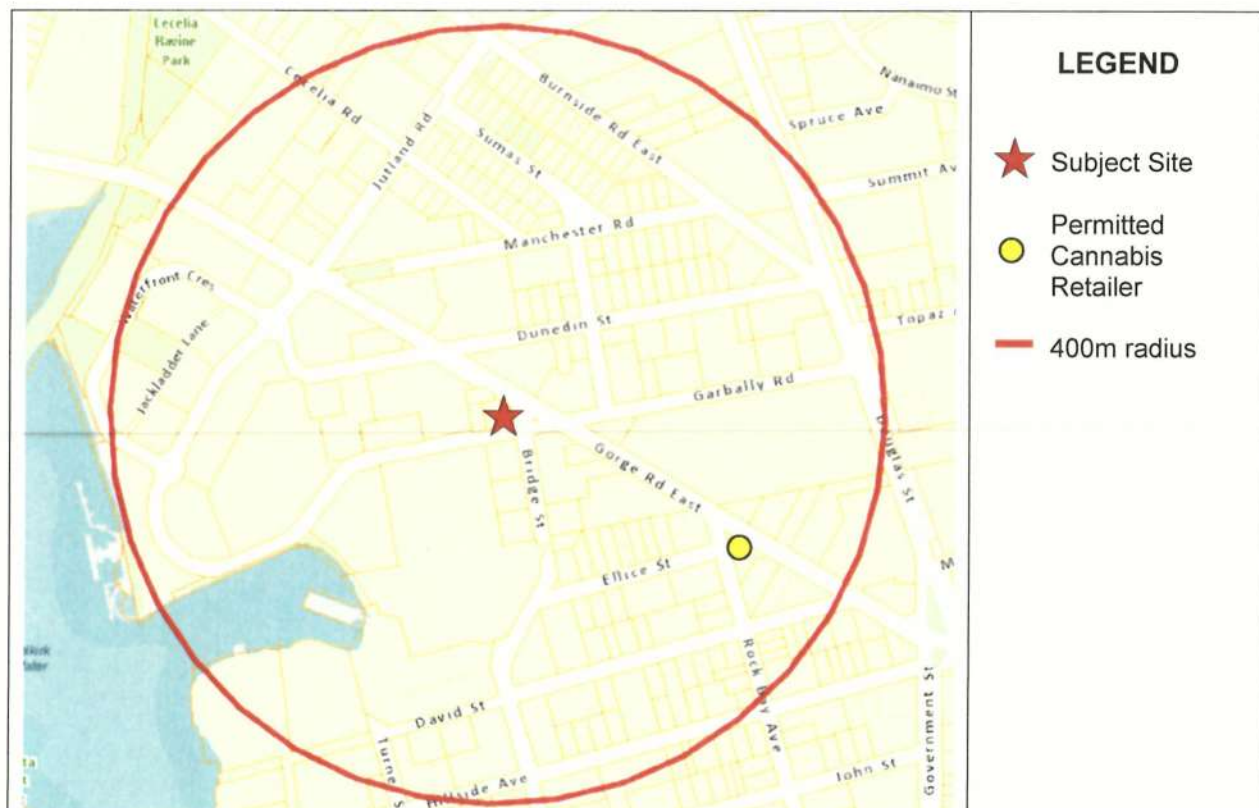 Cecelia
Ravine
Park
Cecelia Rd
Jutland Rd
Burnside Rd East
Sumas St
Nanaimo St
Spruce Ave
Summit Av
Manchester Rd
Waterfront Cres
Jackladder Lane
Dunedin St
Topaz
Garbally Rd
Douglas St
Bridge St
Gorge Rd East
Ellice St
M
Rock Bay Ave
David St
Turne
Hillside Ave
John St
Government St
LEGEND
Subject Site
Permitted
Cannabis
Retailer
400m radius